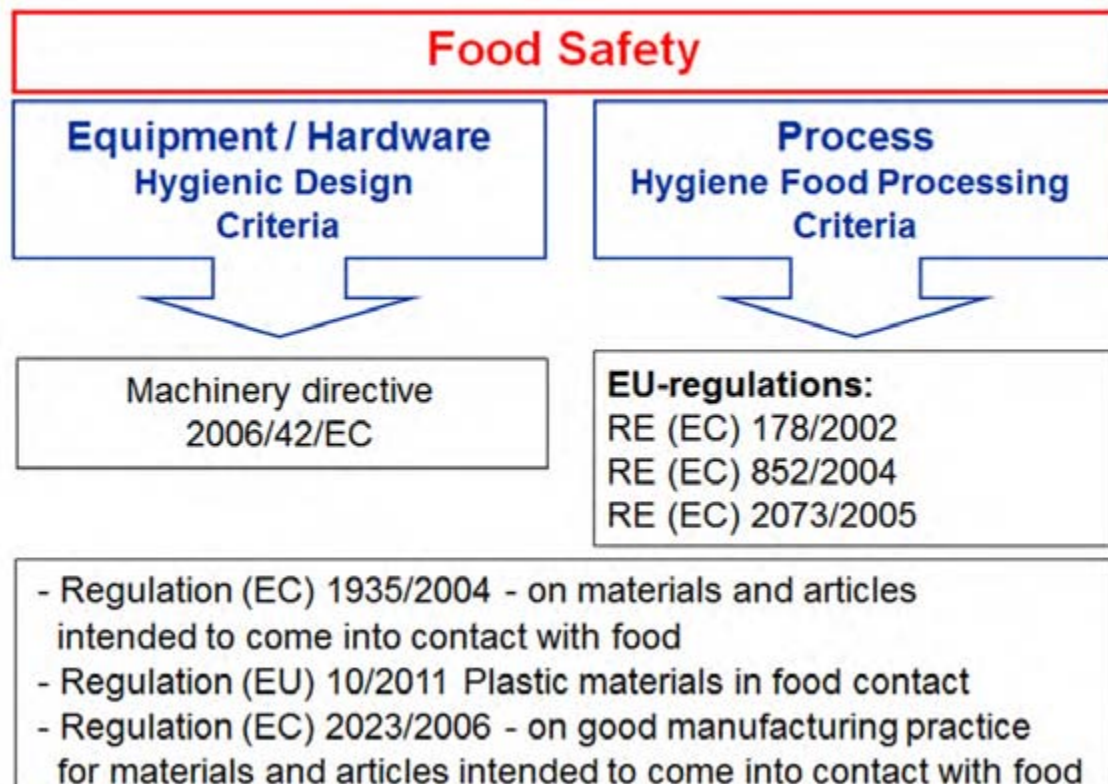 Food Safety
Equipment / Hardware
Hygienic Design
Criteria
Process
Hygiene Food Processing
Criteria
Machinery directive
2006/42/EC
EU-regulations:
RE (EC) 178/2002
RE (EC) 852/2004
RE (EC) 2073/2005
- Regulation (EC) 1935/2004 - on materials and articles
intended to come into contact with food
- Regulation (EU) 10/2011 Plastic materials in food contact
- Regulation (EC) 2023/2006 - on good manufacturing practice
for materials and articles intended to come into contact with food